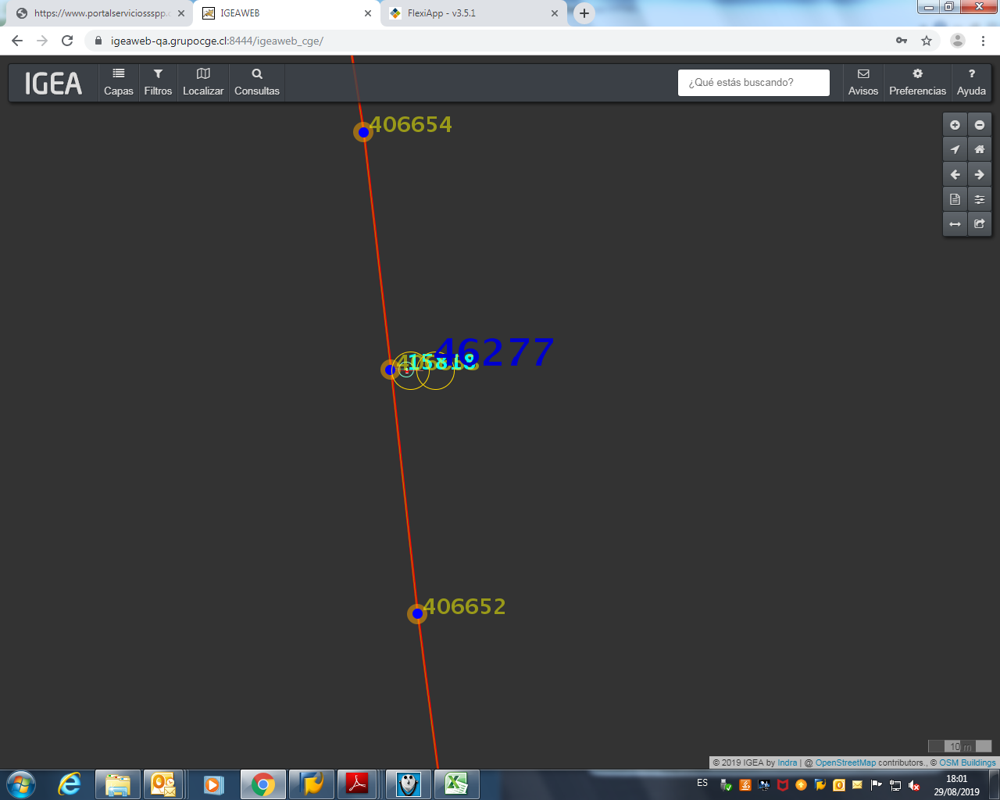 https://www.portalserviciossspp.c
IGEAWEB
FlexiApp - v3.5.1
igeaweb-qa.grupocge.cl:8444/igeaweb_cge/
IGEA
Capas
Filtros
Localizar
Consultas
¿Qué estás buscando?
Avisos
Preferencias
Ayuda
406654
46277
406652
10 m
© 2019 IGEA by Indra | @ OpenStreetMap contributors., © OSM Buildings
ES
18:01
29/08/2019